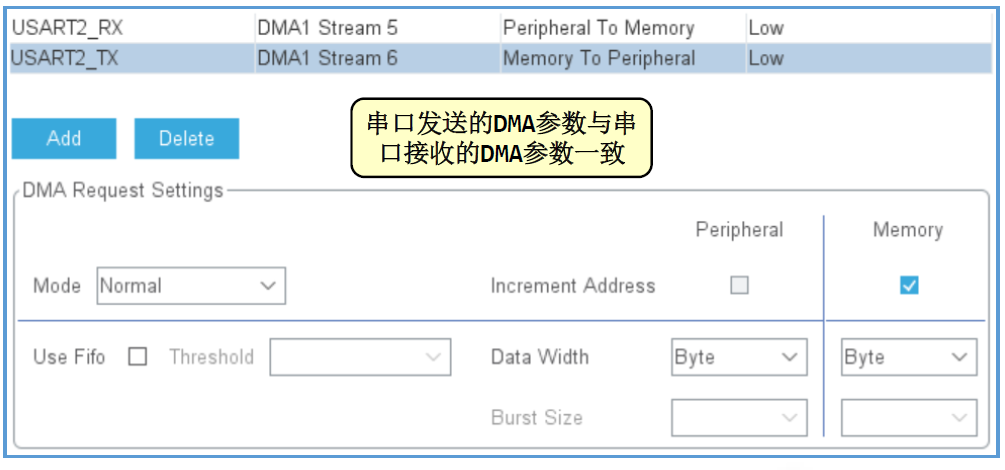 USART2_RX DMA1 Stream 5 Peripheral To Memory Low
USART2_TX DMA1 Stream 6 Memory To Peripheral Low
Add Delete
串口发送的DMA参数与串
口接收的DMA参数一致
DMA Request Settings
Peripheral Memory
Mode Normal Increment Address
Use Fifo Threshold Data Width Byte Byte
Burst Size